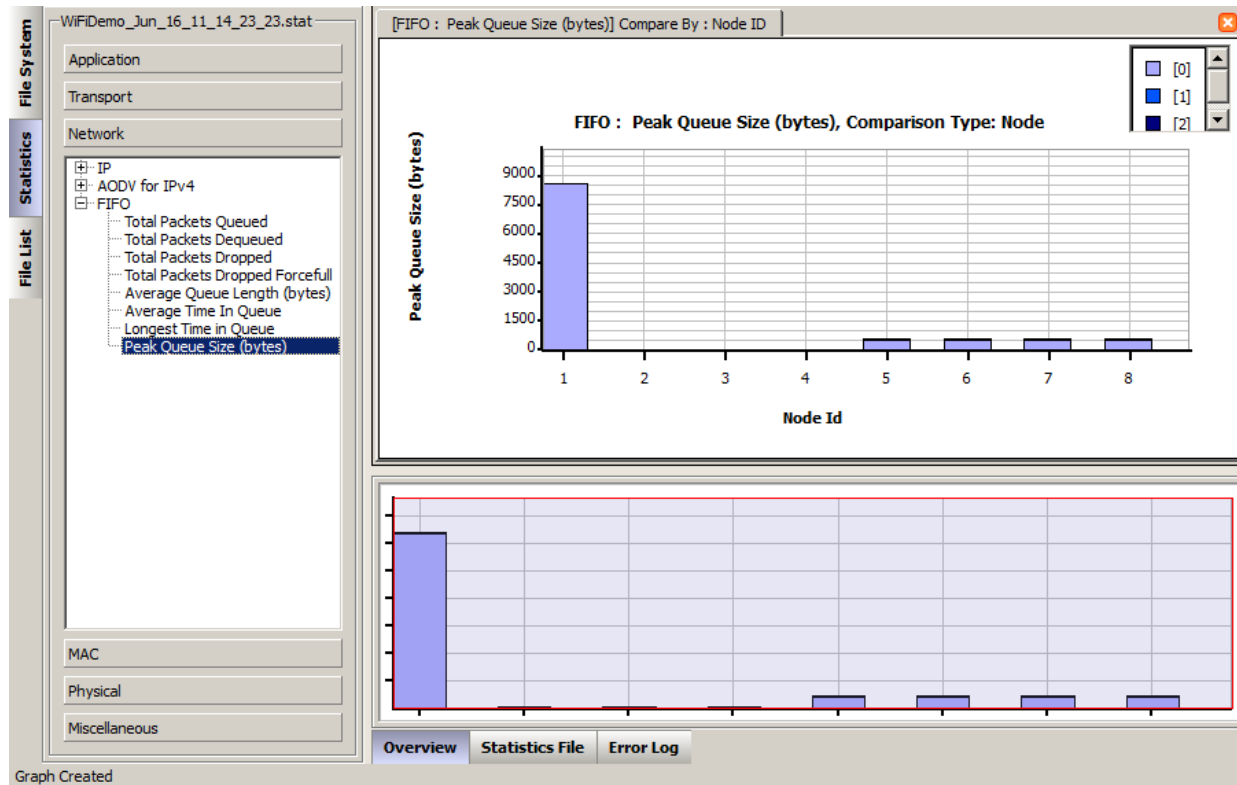 File System
Statistics
File List
WiFiDemo_Jun_16_11_14_23_23.stat
Application
Transport
Network
IP
AODV for IPv4
FIFO
Total Packets Queued
Total Packets Dequeued
Total Packets Dropped
Total Packets Dropped Forcefull
Average Queue Length (bytes)
Average Time In Queue
Longest Time in Queue
Peak Queue Size (bytes)
MAC
Physical
Miscellaneous
[FIFO : Peak Queue Size (bytes)] Compare By : Node ID
[0]
[1]
[2]
FIFO : Peak Queue Size (bytes), Comparison Type: Node
Peak Queue Size (bytes)
9000
7500
6000
4500
3000
1500
0
1 2 3 4 5 6 7 8
Node Id
Overview Statistics File Error Log
Graph Created